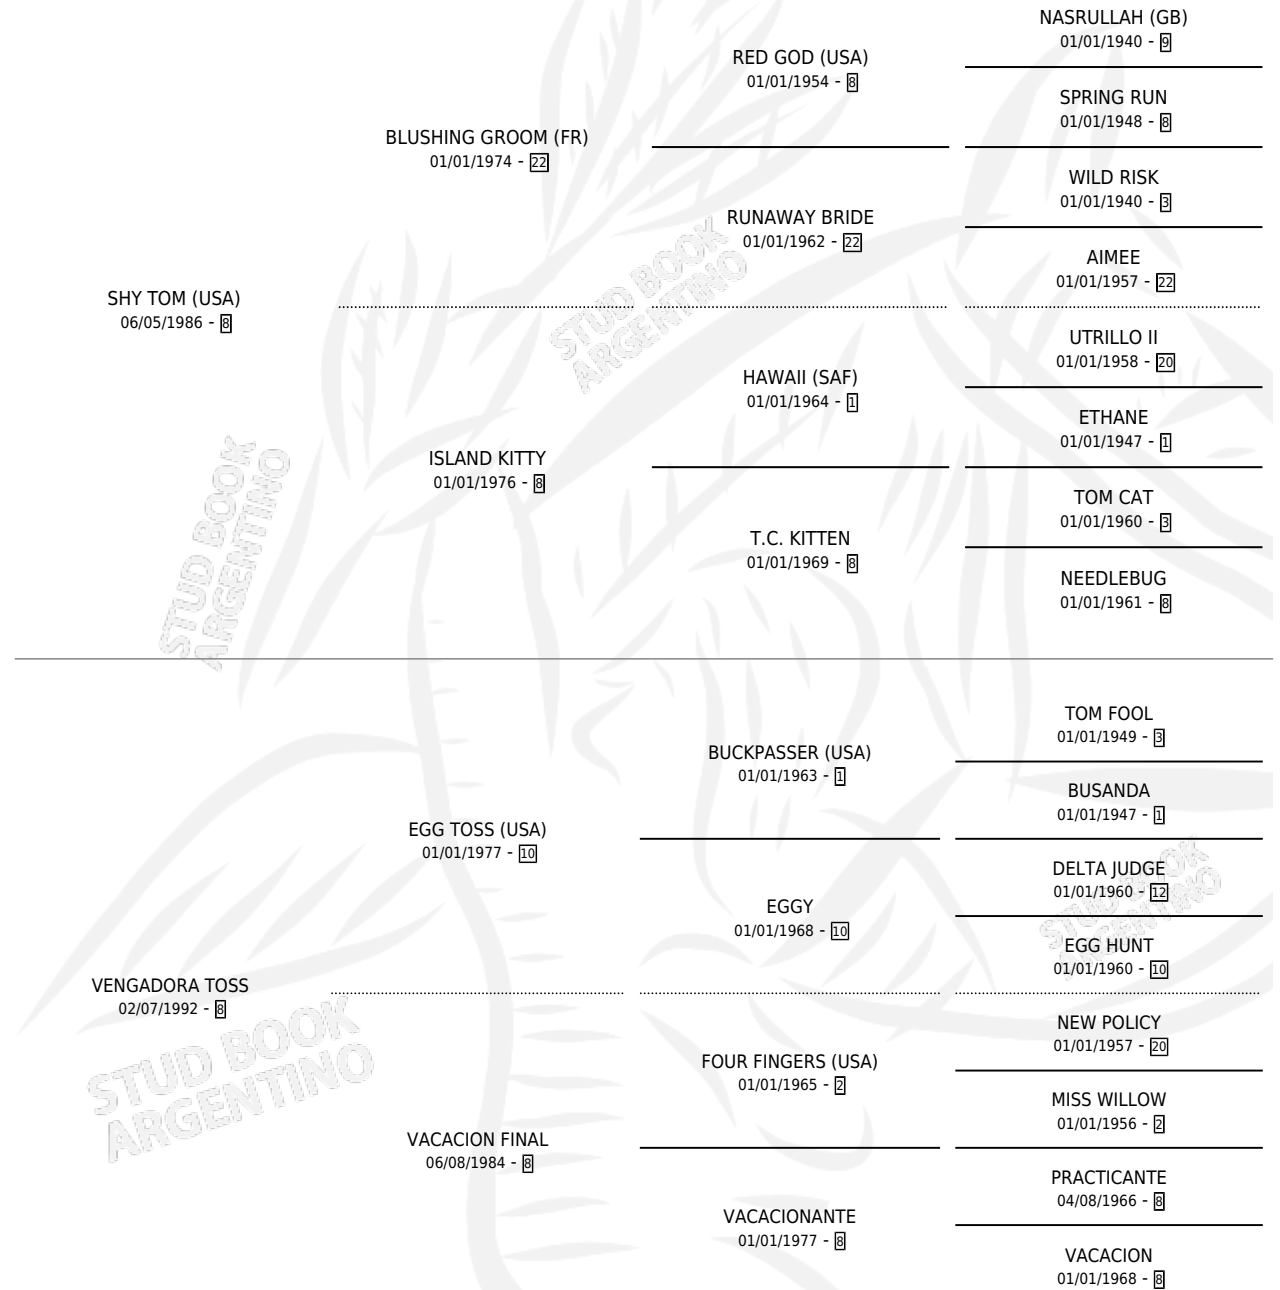 NASRULLAH (GB)
01/01/1940 - 9
RED GOD (USA)
01/01/1954 - 8
SPRING RUN
01/01/1948 - 8
BLUSHING GROOM (FR)
01/01/1974 - 22
WILD RISK
01/01/1940 - 3
RUNAWAY BRIDE
01/01/1962 - 22
AIMEE
01/01/1957 - 22
SHY TOM (USA)
06/05/1986 - 8
UTRILLO II
01/01/1958 - 20
HAWAII (SAF)
01/01/1964 - 1
ETHANE
01/01/1947 - 1
ISLAND KITTY
01/01/1976 - 8
TOM CAT
01/01/1960 - 3
T.C. KITTEN
01/01/1969 - 8
NEEDLEBUG
01/01/1961 - 8
TOM FOOL
01/01/1949 - 3
BUCKPASSER (USA)
01/01/1963 - 1
BUSANDA
01/01/1947 - 1
EGG TOSS (USA)
01/01/1977 - 10
DELTA JUDGE
01/01/1960 - 12
EGGY
01/01/1968 - 10
EGG HUNT
01/01/1960 - 10
VENGADORA TOSS
02/07/1992 - 8
NEW POLICY
01/01/1957 - 20
FOUR FINGERS (USA)
01/01/1965 - 2
MISS WILLOW
01/01/1956 - 2
VACACION FINAL
06/08/1984 - 8
PRACTICANTE
04/08/1966 - 8
VACACIONANTE
01/01/1977 - 8
VACACION
01/01/1968 - 8
STUD BOOK
ARGENTINO
STUD BOOK
ARGENTINO
STUD BOOK
ARGENTINO
STUD BOOK
ARGENTINO